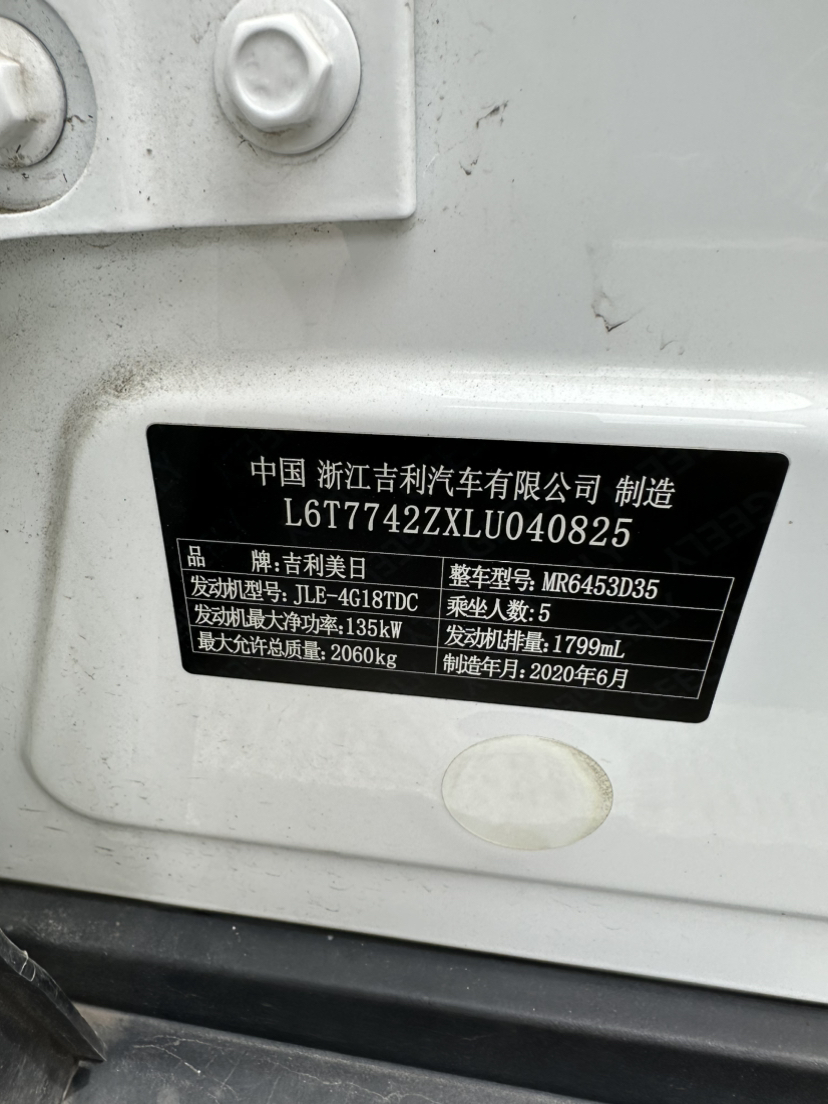 中国 浙江吉利汽车有限公司 制造
L6T7742ZXLU040825
品 牌:吉利美日 整车型号:MR6453D35
发动机型号:JLE-4G18TDC 乘坐人数:5
发动机最大净功率:135kW 发动机排量:1799mL
最大允许总质量:2060kg 制造年月:2020年6月
GEELY